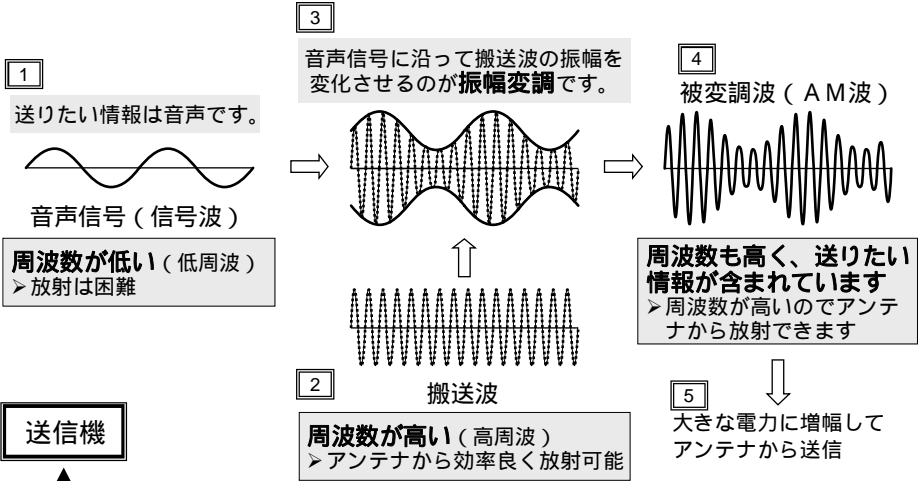 1
送りたい情報は音声です。
音声信号(信号波)
周波数が低い(低周波)
➢放射は困難
2
搬送波
周波数が高い(高周波)
➢アンテナから効率良く放射可能
3
音声信号に沿って搬送波の振幅を
変化させるのが振幅変調です。
4
被変調波(AM波)
周波数も高く、送りたい
情報が含まれています
➢周波数が高いのでアンテ
ナから放射できます
5
大きな電力に増幅して
アンテナから送信
送信機